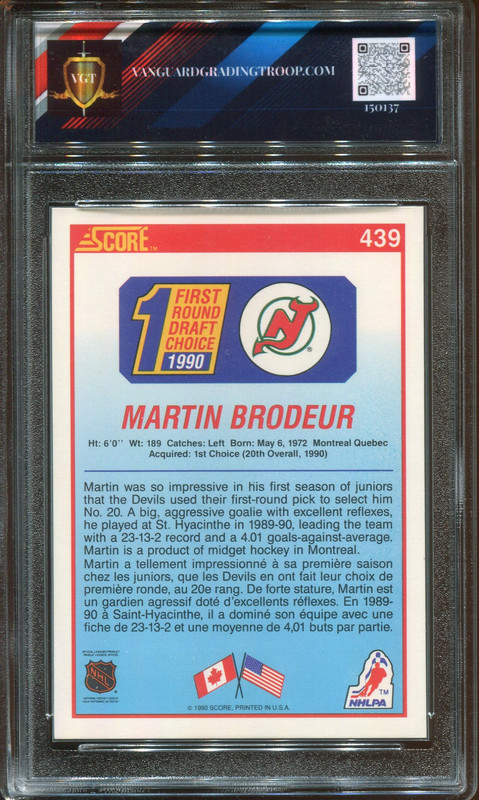 VGT
VANGUARDGRADINGTROOP.COM
150137
SCORE™
439
1 FIRST
ROUND
DRAFT
CHOICE
1990
NJ ®
MARTIN BRODEUR
Ht: 6'0'' Wt: 189 Catches: Left Born: May 6, 1972 Montreal Quebec
Acquired: 1st Choice (20th Overall, 1990)
Martin was so impressive in his first season of juniors
that the Devils used their first-round pick to select him
No. 20. A big, aggressive goalie with excellent reflexes,
he played at St. Hyacinthe in 1989-90, leading the team
with a 23-13-2 record and a 4.01 goals-against-average.
Martin is a product of midget hockey in Montreal.
Martin a tellement impressionné à sa première saison
chez les juniors, que les Devils en ont fait leur choix de
première ronde, au 20e rang. De forte stature, Martin est
un gardien agressif doté d'excellents réflexes. En 1989-
90 à Saint-Hyacinthe, il a dominé son équipe avec une
fiche de 23-13-2 et une moyenne de 4,01 buts par partie.
NHL
NHLPA ™
© 1990 SCORE, PRINTED IN U.S.A.